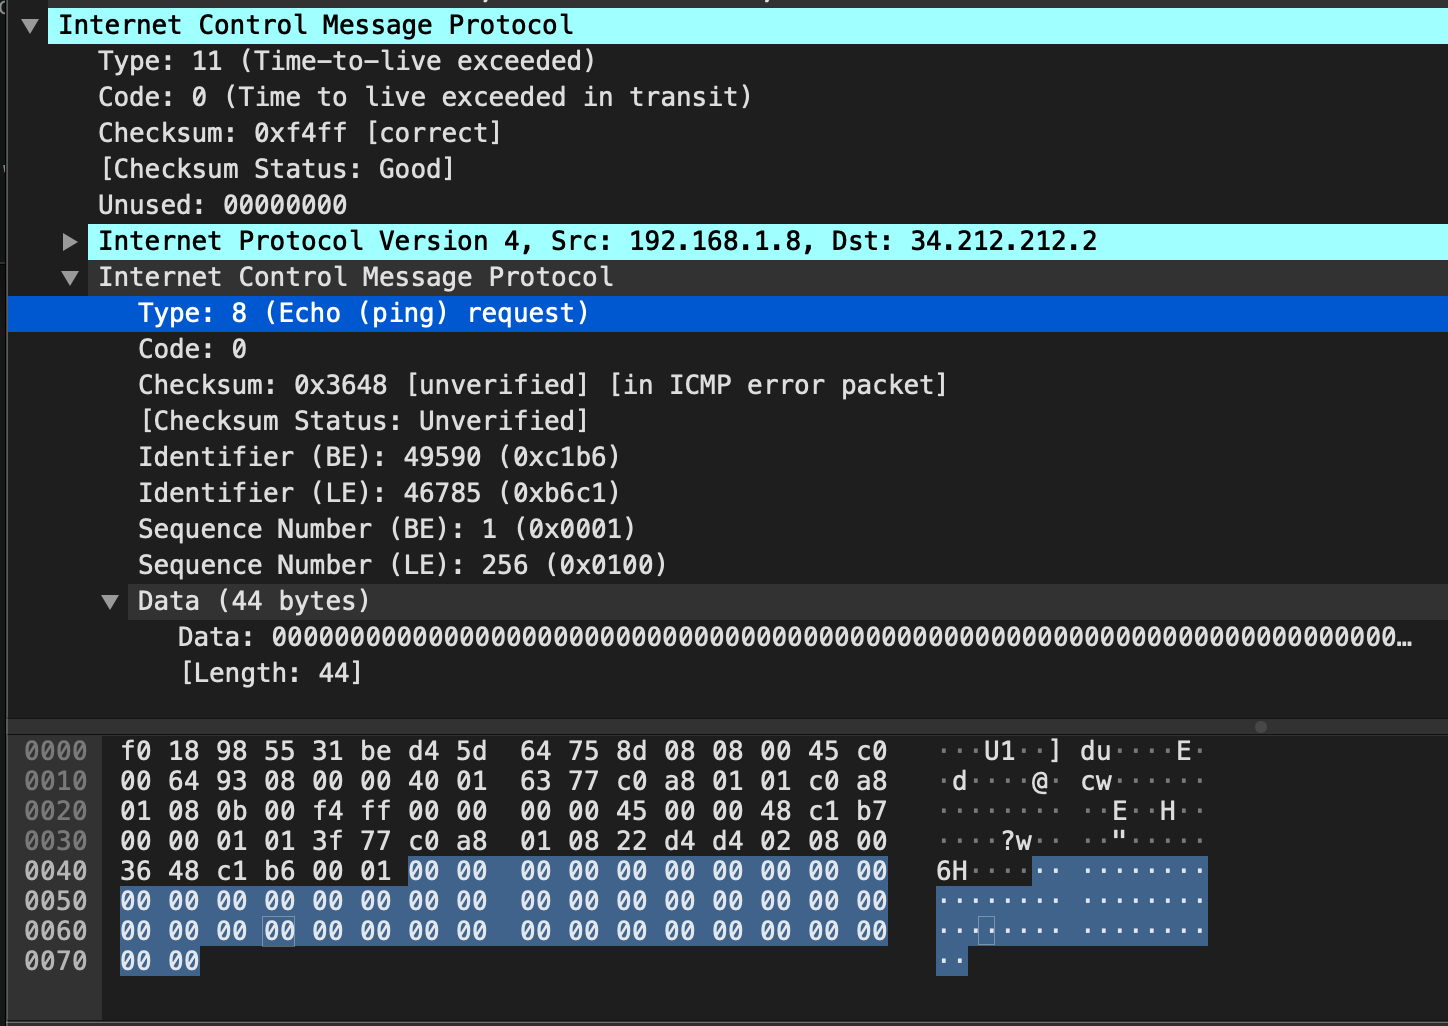 Internet Control Message Protocol
Type: 11 (Time-to-live exceeded)
Code: 0 (Time to live exceeded in transit)
Checksum: 0xf4ff [correct]
[Checksum Status: Good]
Unused: 00000000
Internet Protocol Version 4, Src: 192.168.1.8, Dst: 34.212.212.2
Internet Control Message Protocol
Type: 8 (Echo (ping) request)
Code: 0
Checksum: 0x3648 [unverified] [in ICMP error packet]
[Checksum Status: Unverified]
Identifier (BE): 49590 (0xc1b6)
Identifier (LE): 46785 (0xb6c1)
Sequence Number (BE): 1 (0x0001)
Sequence Number (LE): 256 (0x0100)
Data (44 bytes)
Data: 000000000000000000000000000000000000000000000000000000000000000000000000…
[Length: 44]
0000 f0 18 98 55 31 be d4 5d 64 75 8d 08 08 00 45 c0 ···U1··] du····E·
0010 00 64 93 08 00 00 40 01 63 77 c0 a8 01 01 c0 a8 ·d····@· cw······
0020 01 08 0b 00 f4 ff 00 00 00 00 45 00 00 48 c1 b7 ········ ··E··H··
0030 00 00 01 01 3f 77 c0 a8 01 08 22 d4 d4 02 08 00 ····?w·· ··"·····
0040 36 48 c1 b6 00 01 00 00 00 00 00 00 00 00 00 00 6H······ ········
0050 00 00 00 00 00 00 00 00 00 00 00 00 00 00 00 00 ········ ········
0060 00 00 00 00 00 00 00 00 00 00 00 00 00 00 00 00 ········ ········
0070 00 00 ··